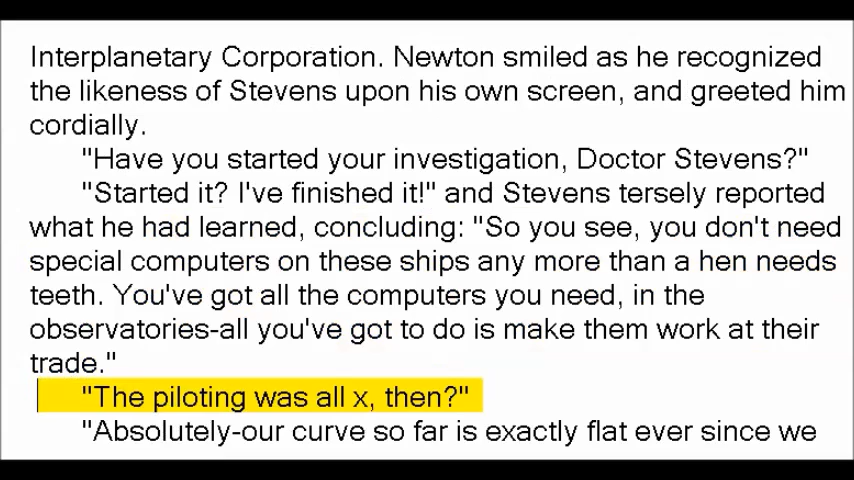 Interplanetary Corporation. Newton smiled as he recognized
the likeness of Stevens upon his own screen, and greeted him
cordially.
"Have you started your investigation, Doctor Stevens?"
"Started it? I've finished it!" and Stevens tersely reported
what he had learned, concluding: "So you see, you don't need
special computers on these ships any more than a hen needs
teeth. You've got all the computers you need, in the
observatories-all you've got to do is make them work at their
trade."
"The piloting was all x, then?"
"Absolutely-our curve so far is exactly flat ever since we